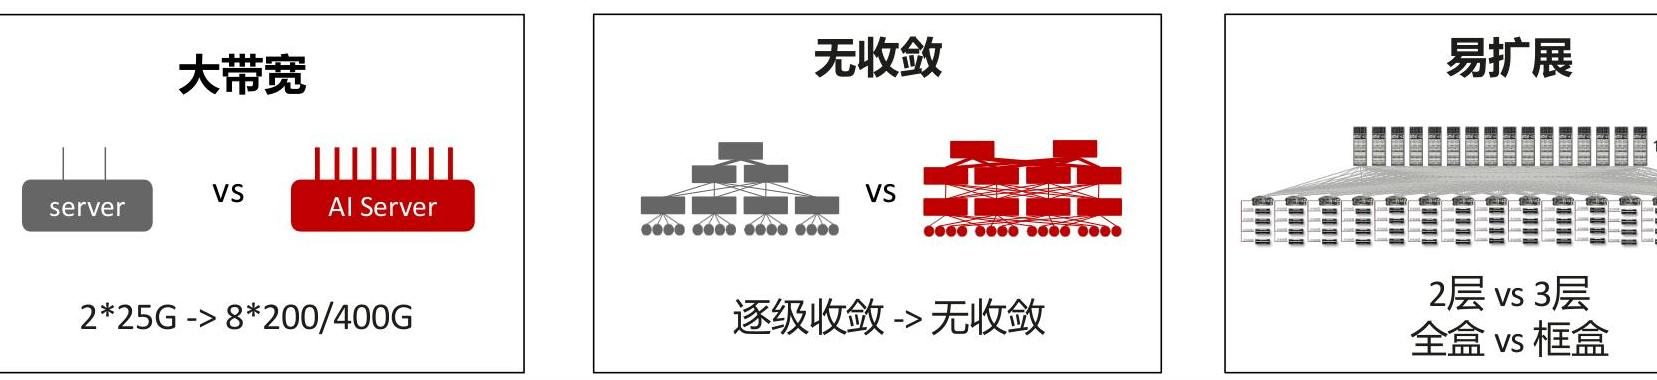 大带宽
server
vs
AI Server
2*25G -> 8*200/400G
无收敛
vs
逐级收敛 -> 无收敛
易扩展
2层 vs 3层
全盒 vs 框盒